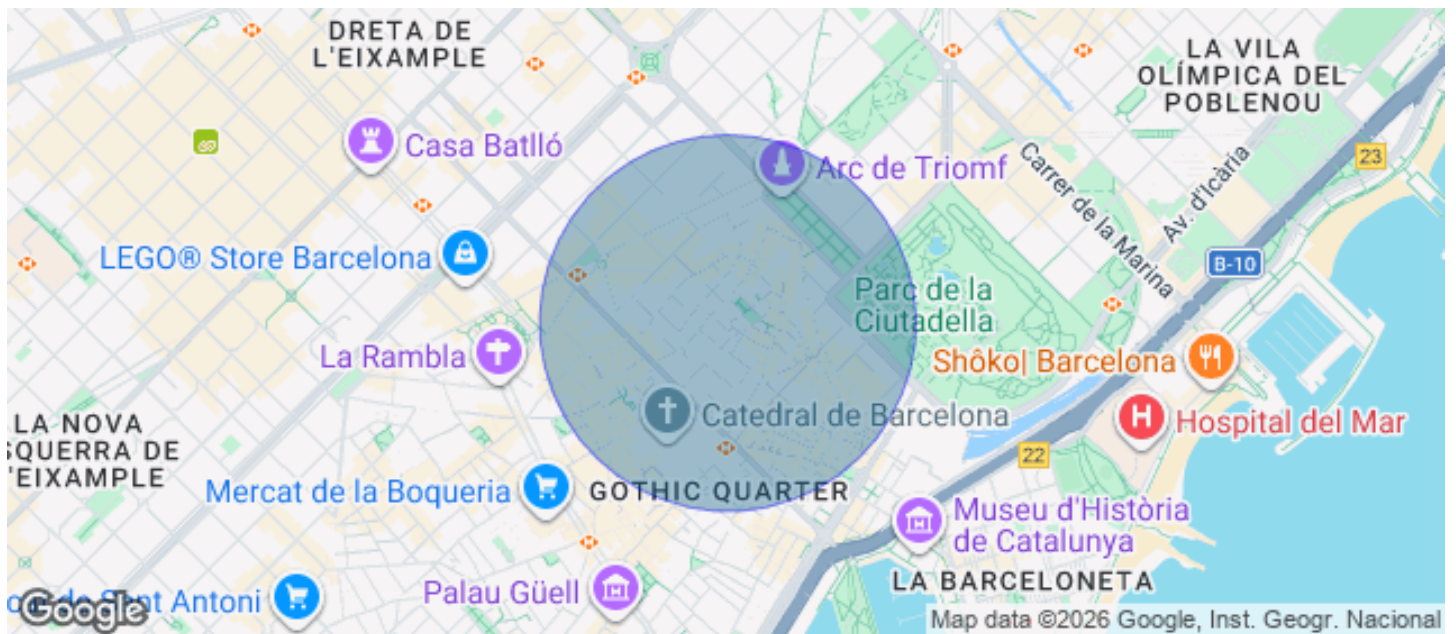 DRETA DE
L'EIXAMPLE
LA VILA
OLÍMPICA DEL
POBLENOU
Casa Batlló
Arc de Triomf
23
Carrer de la Marina
Av. d'Icària
LEGO® Store Barcelona
B-10
Parc de la
Ciutadella
La Rambla
Shôko| Barcelona
Catedral de Barcelona
H
Hospital del Mar
LA NOVA
SQUERRA DE
'EIXAMPLE
22
Mercat de la Boqueria
GOTHIC QUARTER
Museu d'Història
de Catalunya
Palau Güell
LA BARCELONETA
Sant Antoni
Google
Map data ©2026 Google, Inst. Geogr. Nacional